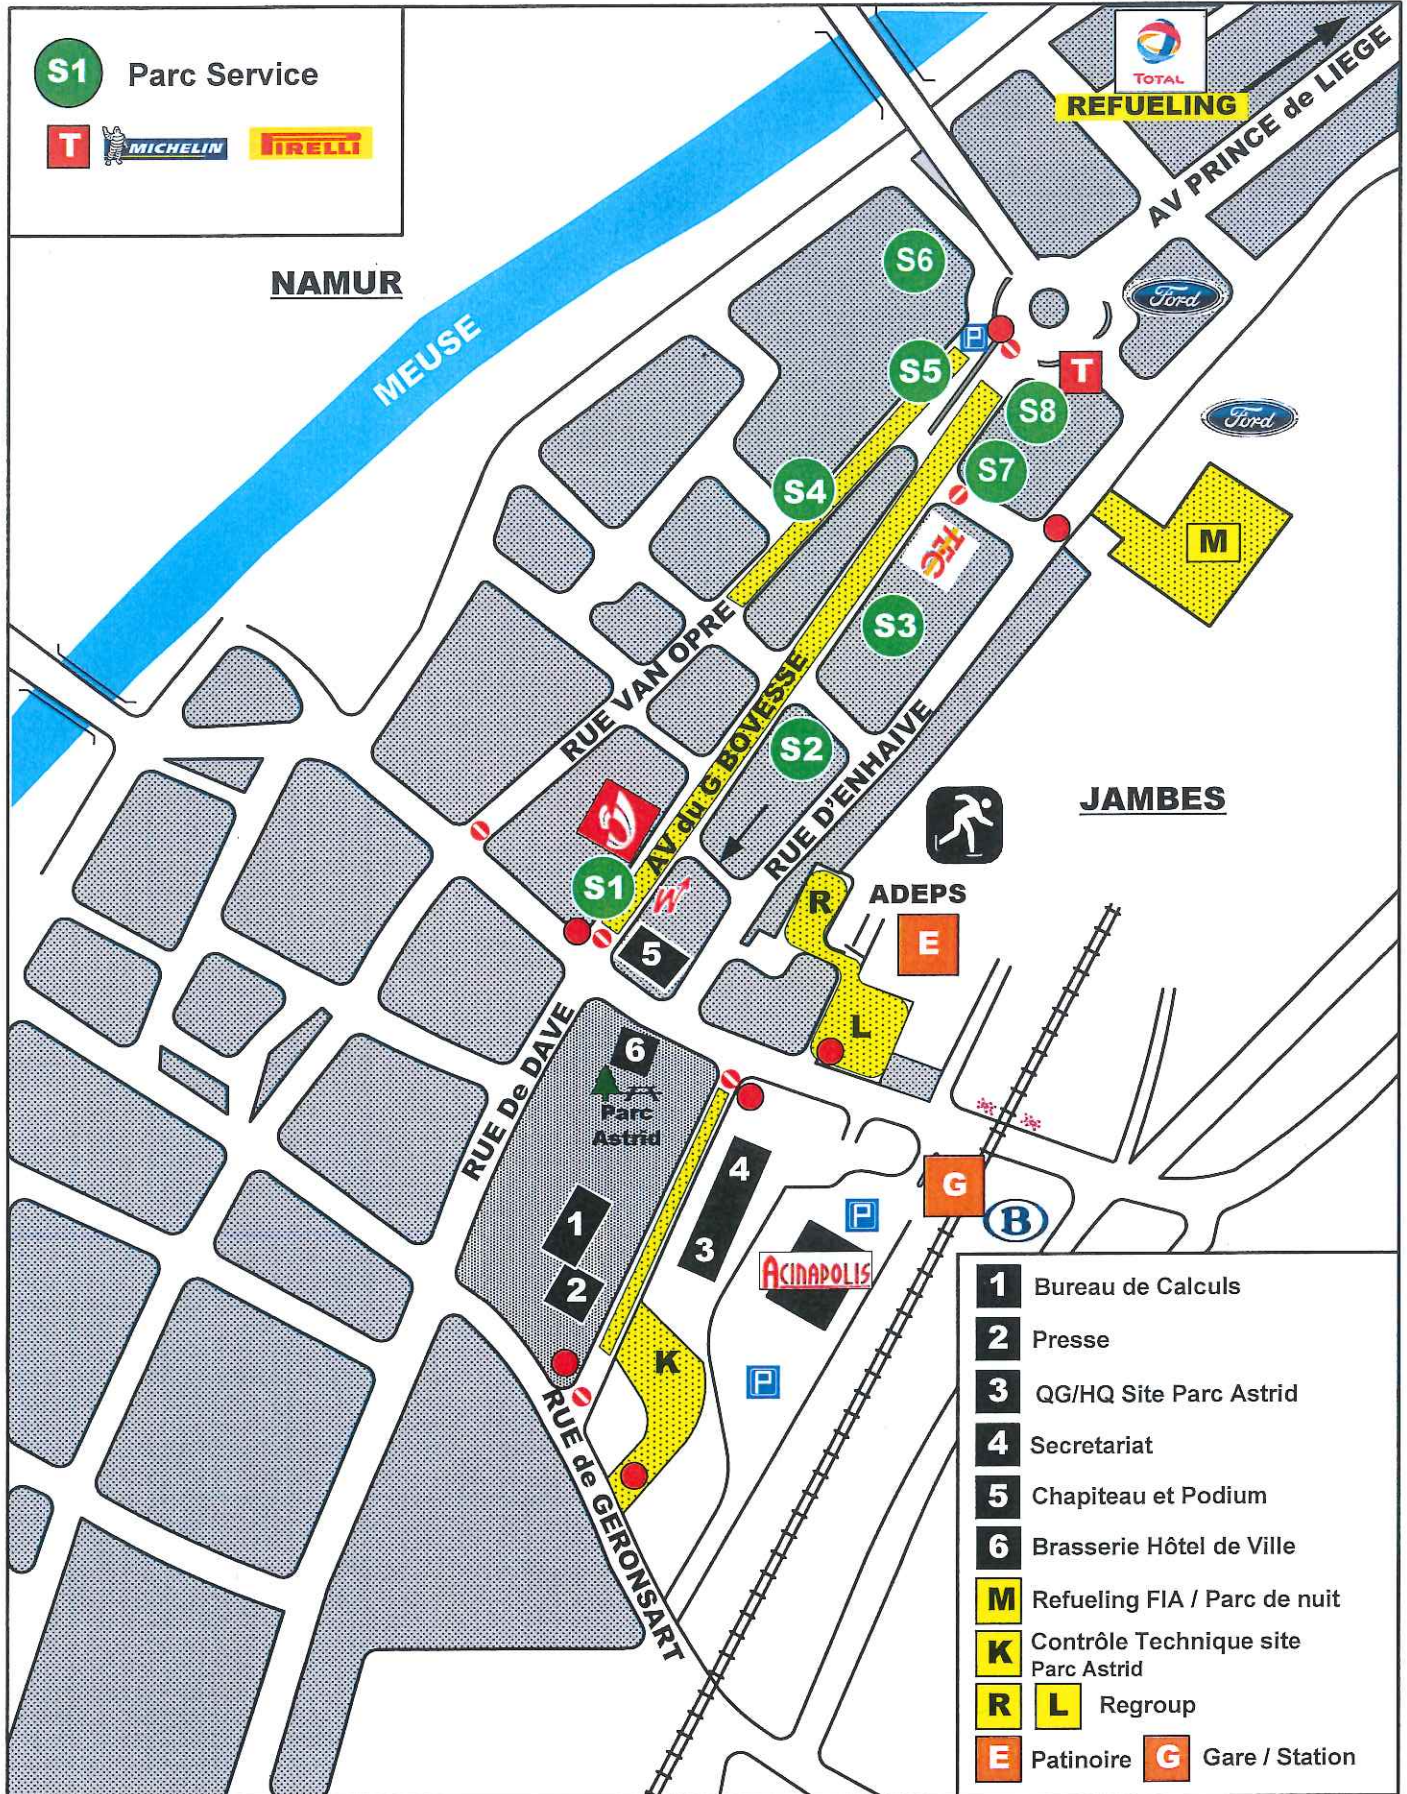 S1 Parc Service
T MICHELIN PIRELLI
TOTAL
REFUELING
AV PRINCE de LIEGE
NAMUR
MEUSE
S6
Ford
P
S5
T
S8
Ford
S7
S4
M
TEC
S3
RUE VAN OPRE
AV du G BOVESSE
S2
RUE D'ENHAIVE
JAMBES
S1
W
R
ADEPS
E
5
L
RUE De DAVE
6
Parc
Astrid
4
G
B
P
1
3
ACINAPOLIS
2
K
P
RUE de GERONSART
1 Bureau de Calculs
2 Presse
3 QG/HQ Site Parc Astrid
4 Secretariat
5 Chapiteau et Podium
6 Brasserie Hôtel de Ville
M Refueling FIA / Parc de nuit
K Contrôle Technique site
Parc Astrid
R L Regroup
E Patinoire G Gare / Station